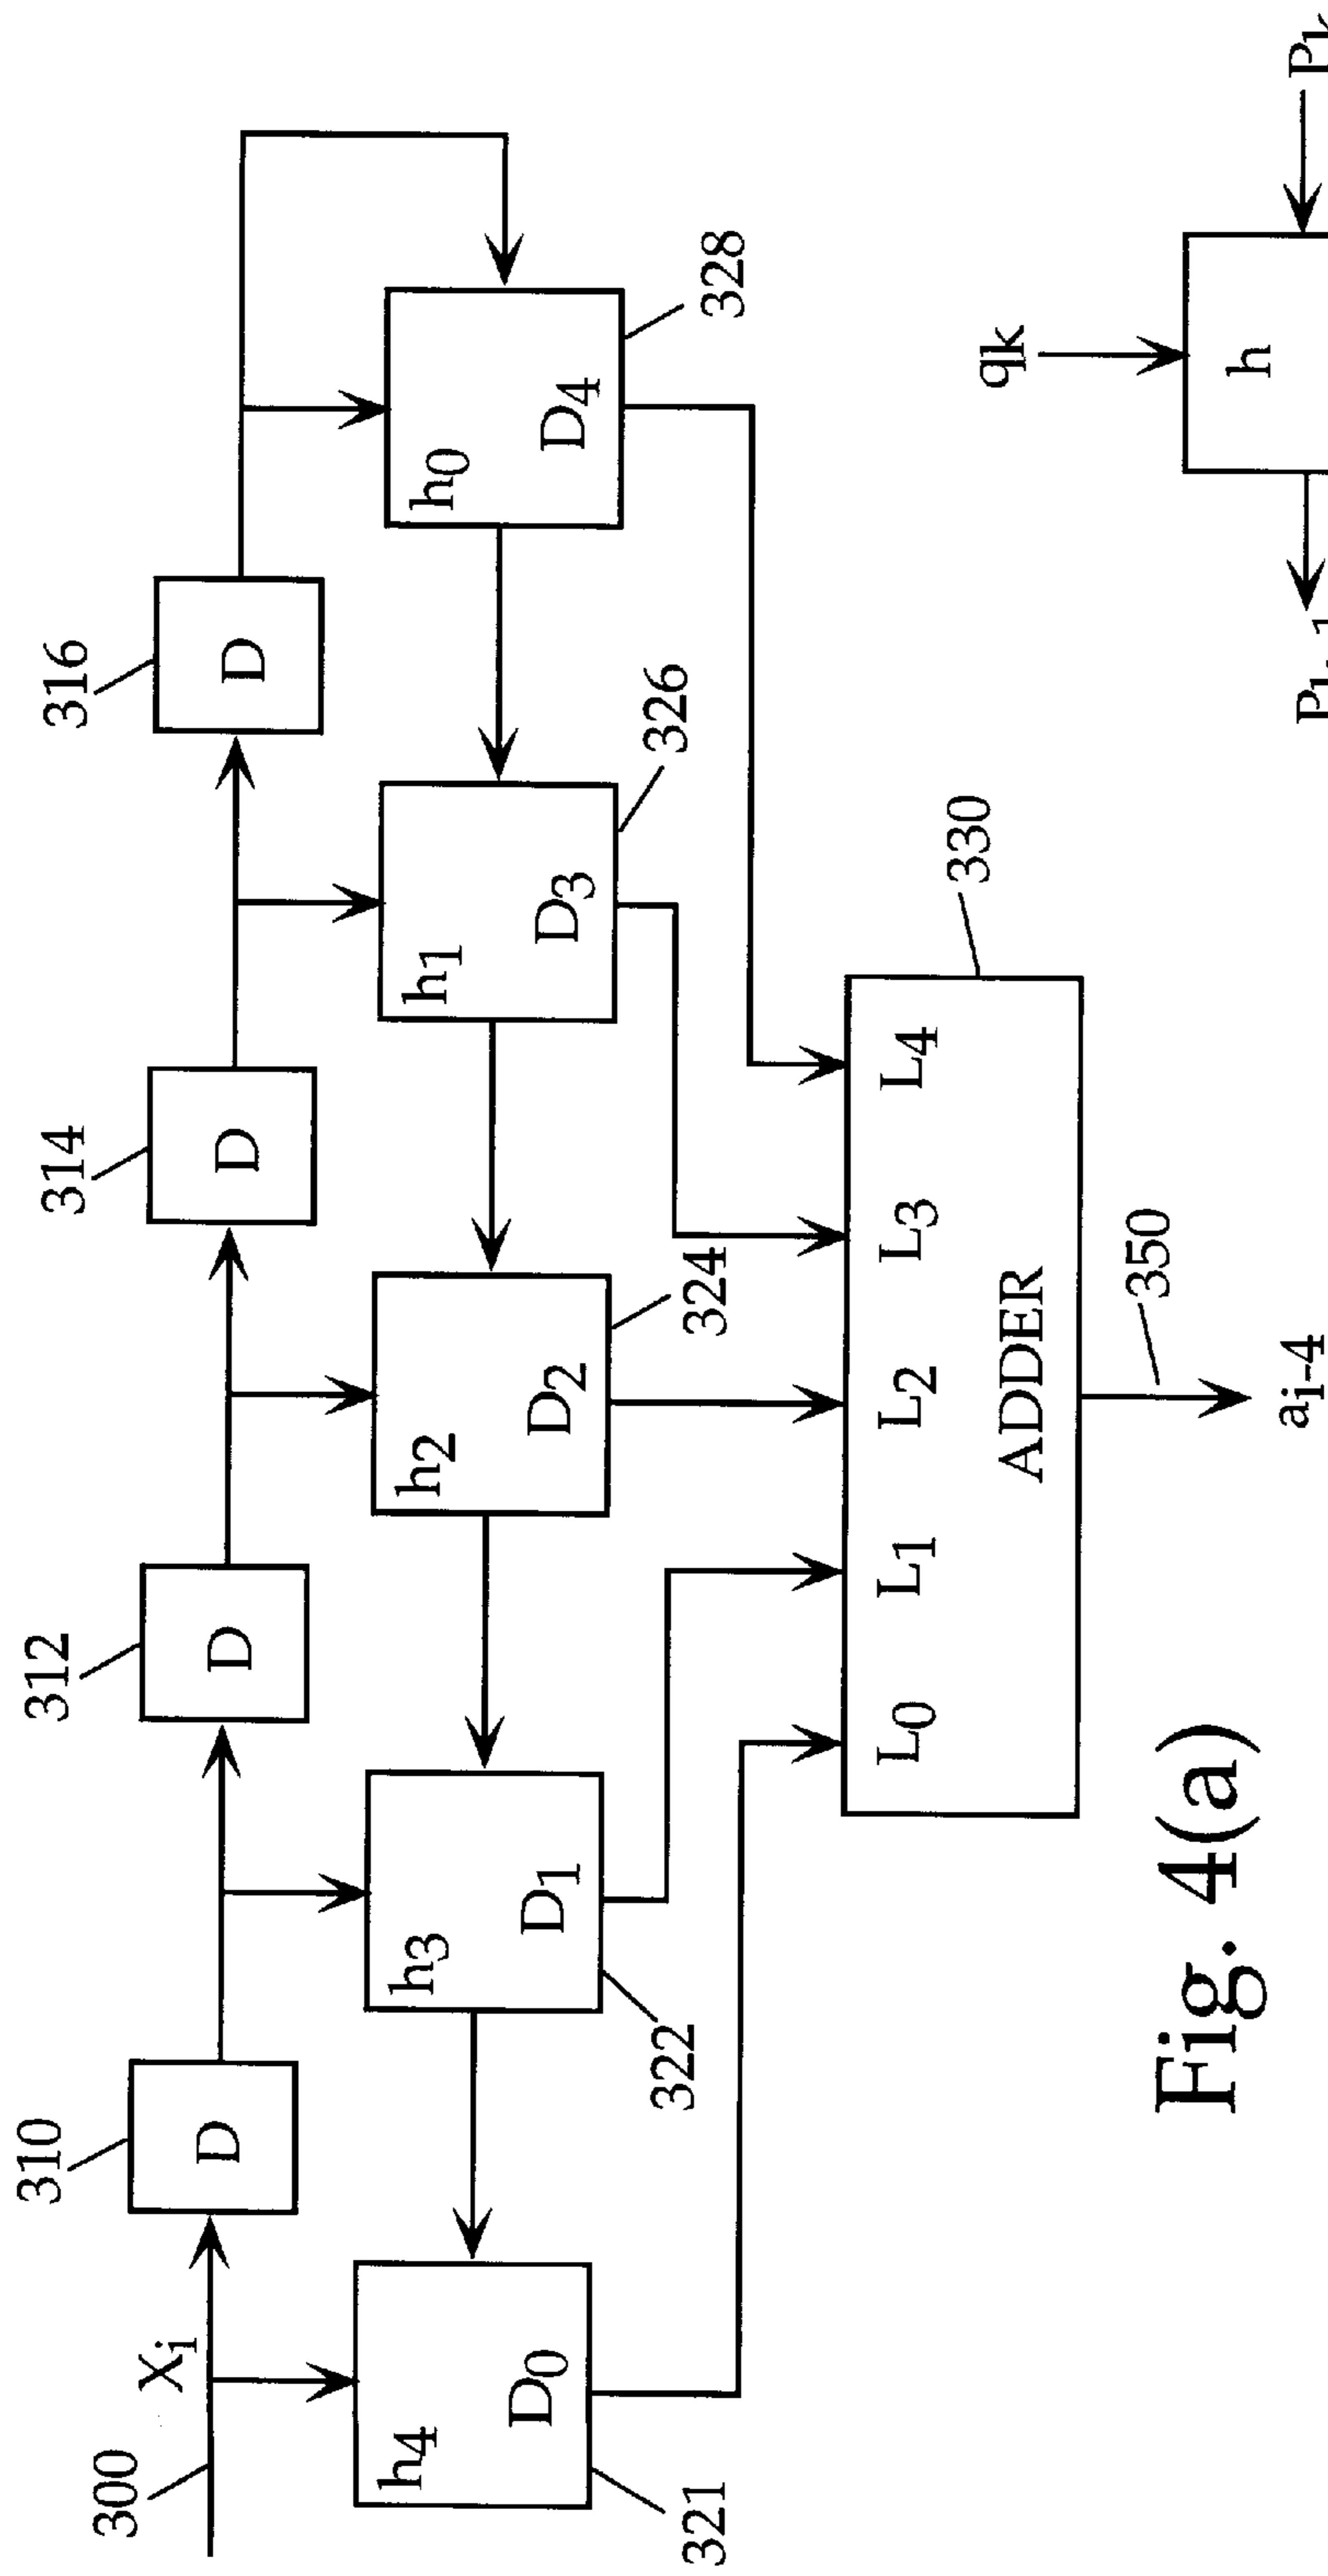 310
312
314
316
300
Xi
D
D
D
D
h4
D0
h3
D1
h2
D2
h1
D3
h0
D4
321
322
324
326
328
L0
L1
L2
L3
L4
ADDER
330
350
ai-4
qk
h
Fig. 4(a)